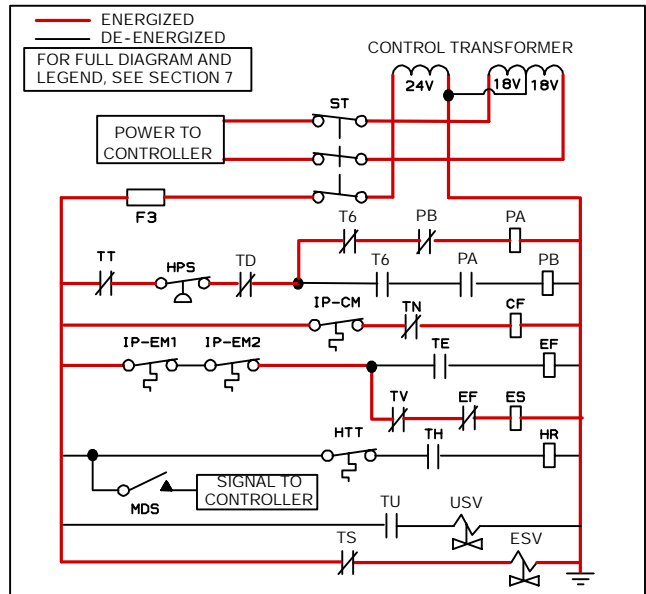 ENERGIZED
DE-ENERGIZED
FOR FULL DIAGRAM AND
LEGEND, SEE SECTION 7
CONTROL TRANSFORMER
24V
18V
18V
ST
POWER TO
CONTROLLER
F3
T6
PB
PA
TT
HPS
TD
T6
PA
PB
IP-CM
TN
CF
IP-EM1
IP-EM2
TE
EF
TV
EF
ES
HTT
TH
HR
SIGNAL TO
CONTROLLER
MDS
TU
USV
TS
ESV